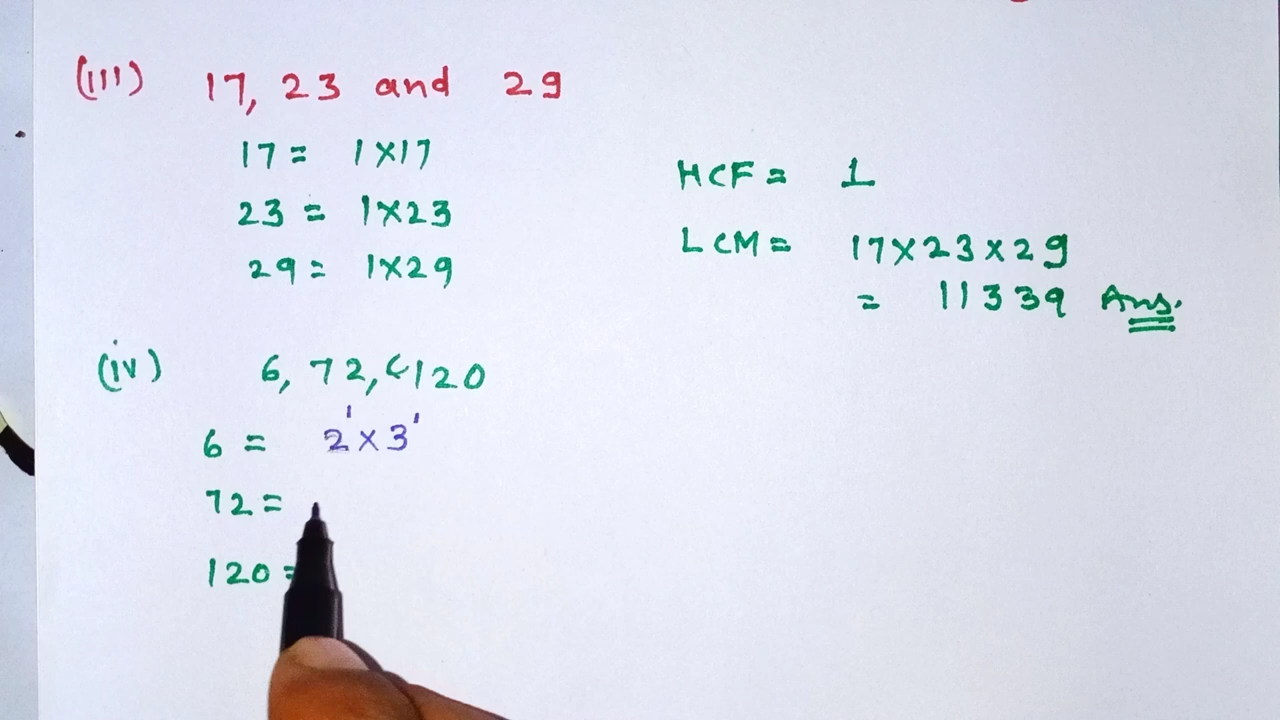 (iii) 17, 23 and 29
17 = 1×17
23 = 1×23
29 = 1×29
HCF = 1
LCM = 17×23×29
= 11339 Ans.
(iv) 6, 72, <120
6 = 2¹ × 3¹
72 =
120 =